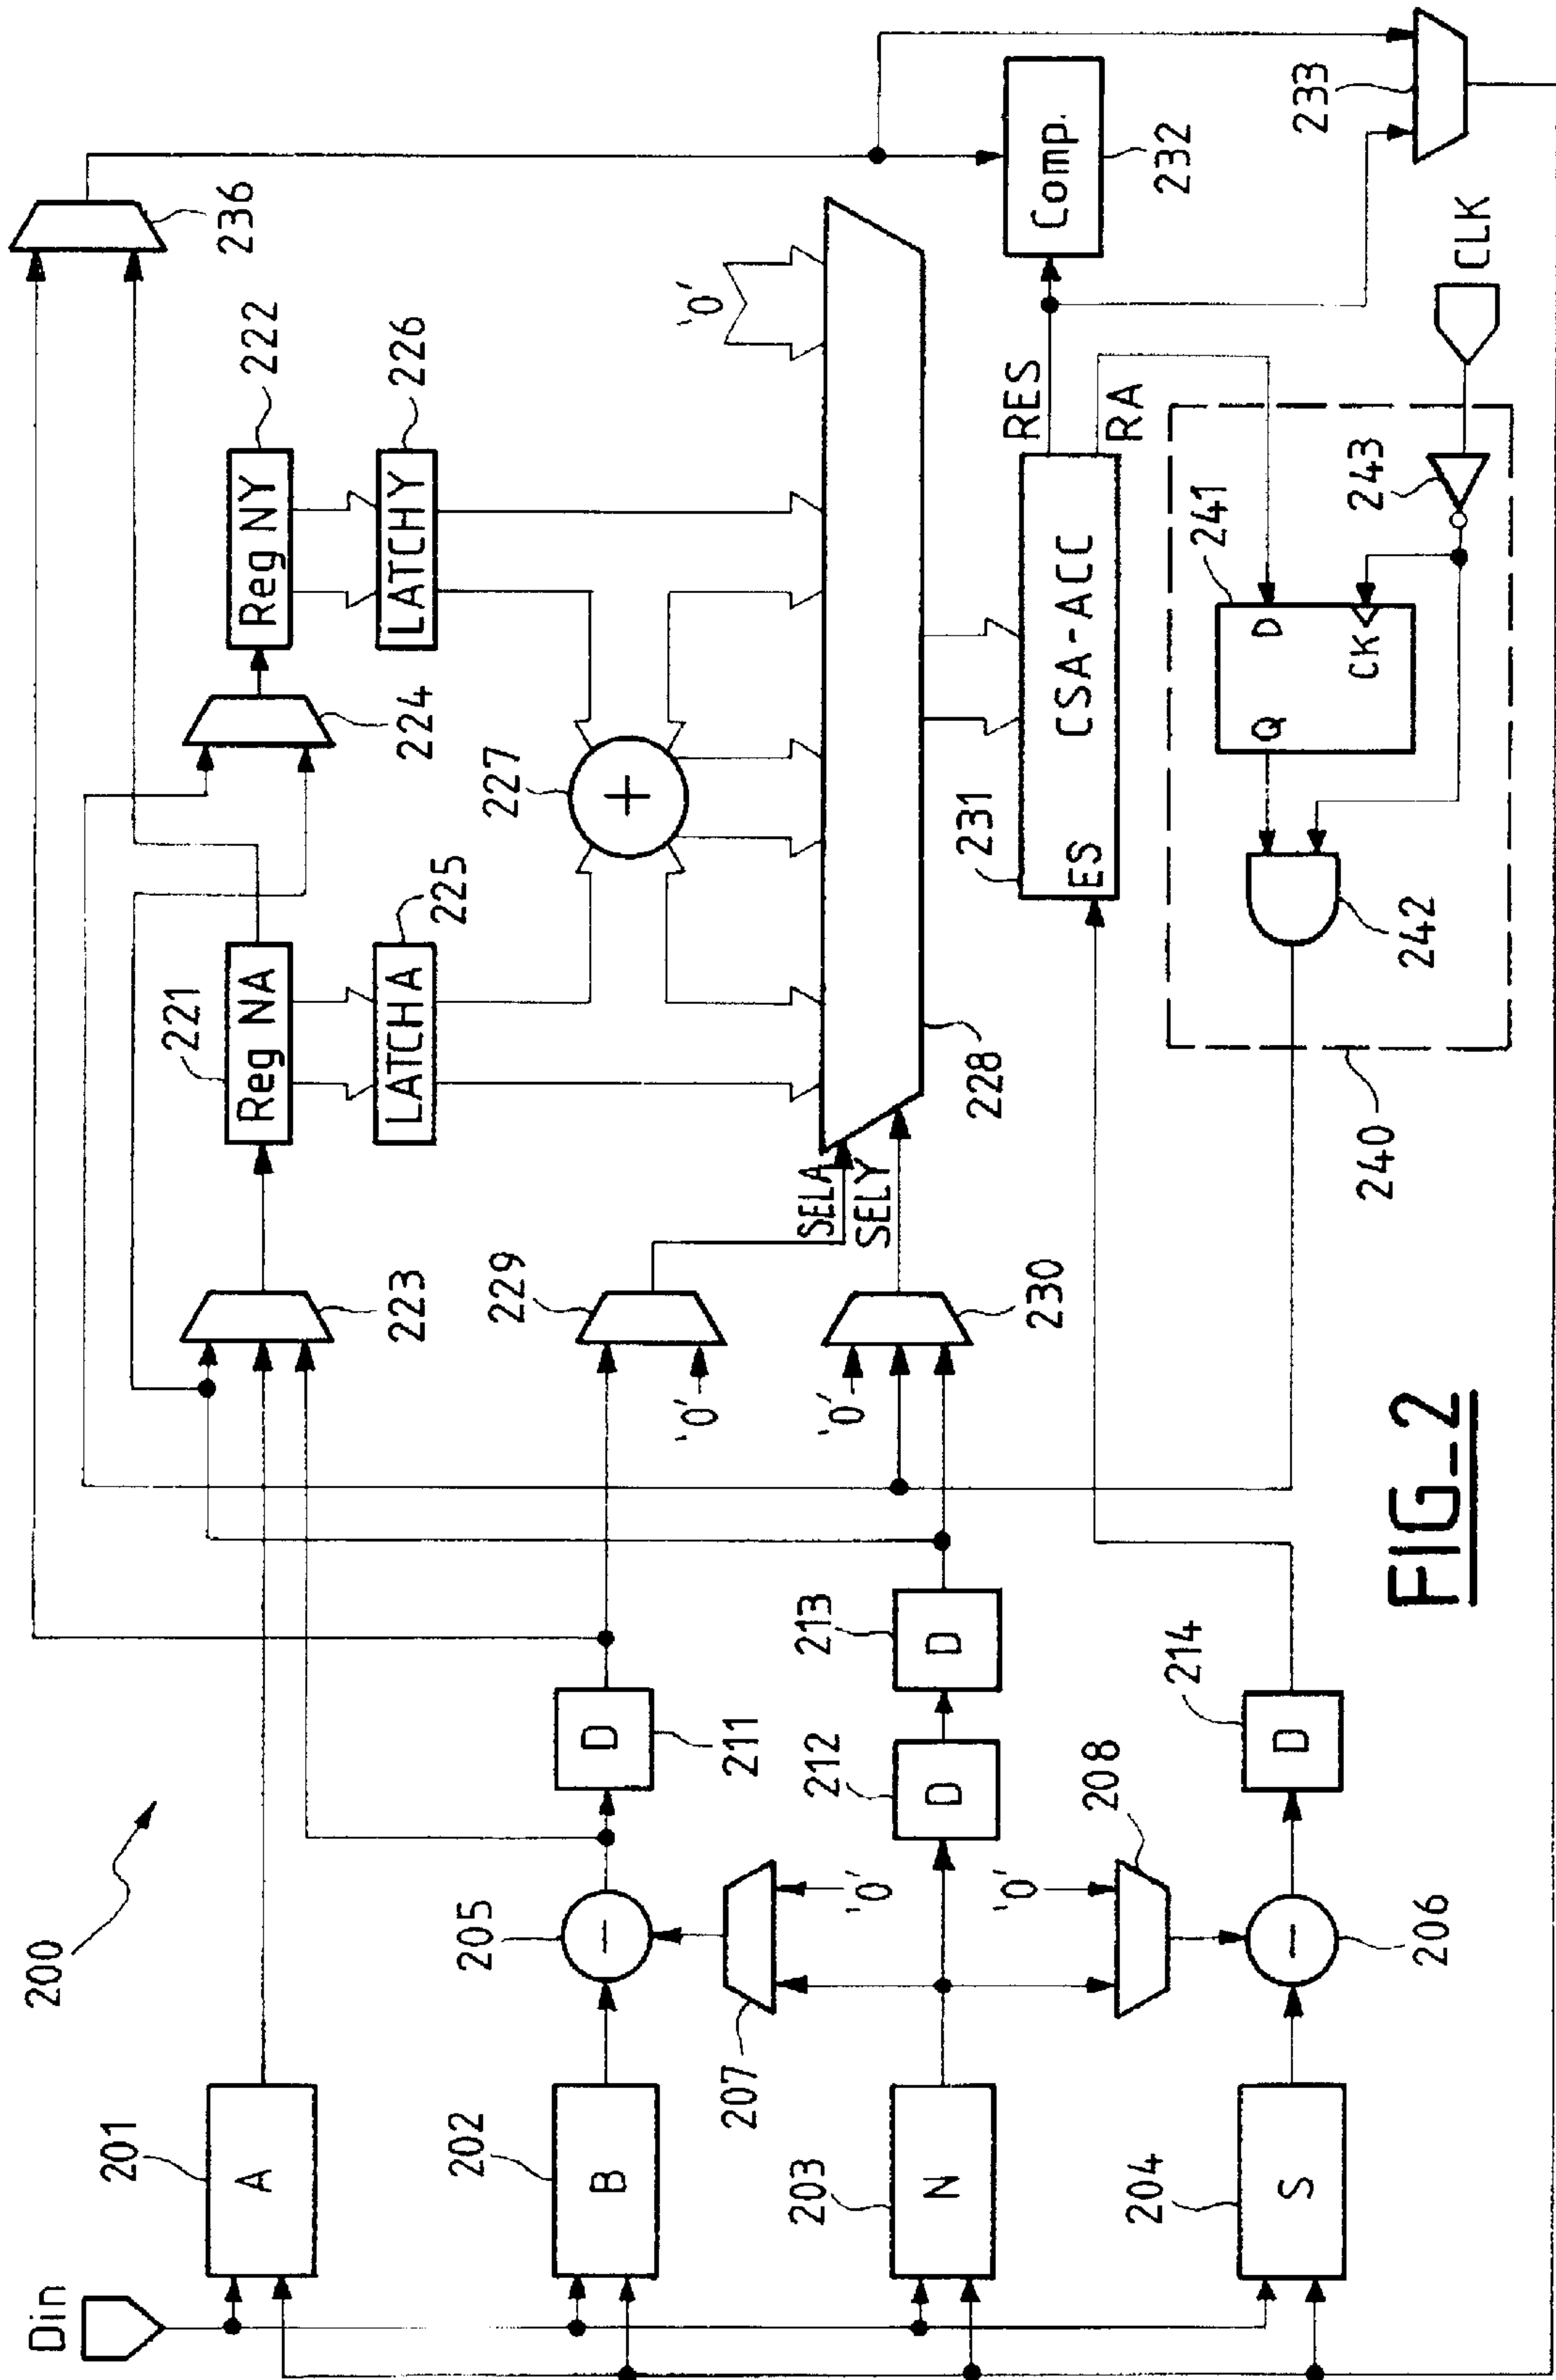 200
Din
201
A
202
B
203
N
204
S
205
207
'0'
'0'
208
206
D
211
212
D
213
D
214
D
223
229
'0'
'0'
230
SELA
SELY
221
Reg NA
225
LATCHA
224
222
Reg NY
226
LATCHY
227
+
'0'
228
236
231
ES
CSA-ACC
RES
RA
Comp.
232
233
240
241
D
Q
CK
242
243
CLK
FIG_2